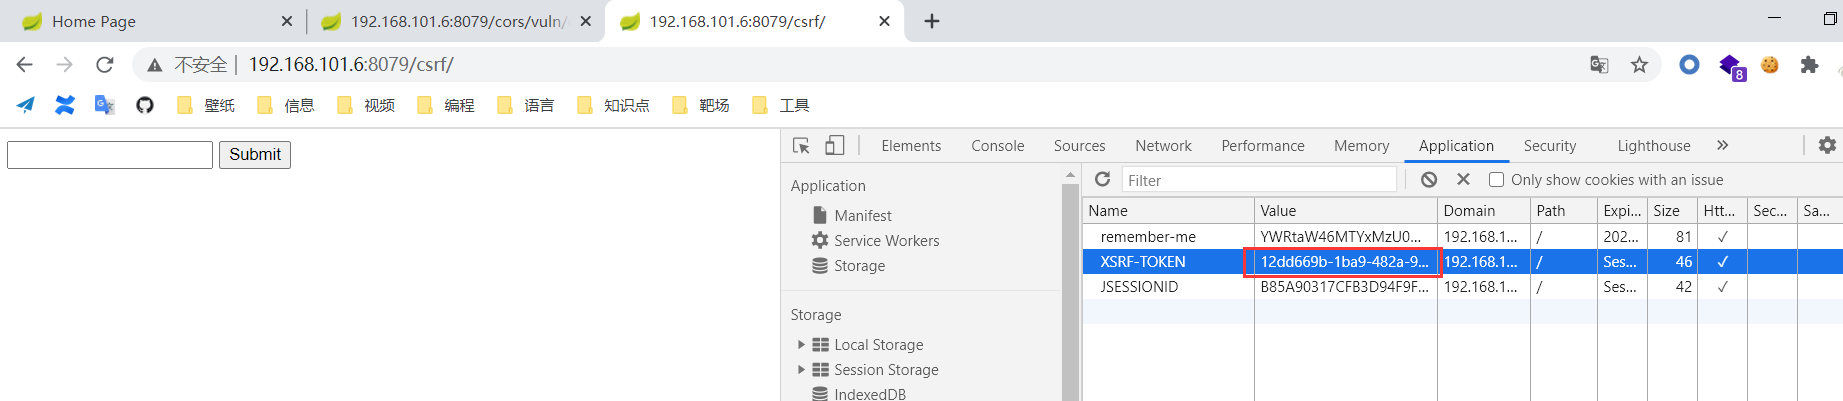 Home Page
192.168.101.6:8079/cors/vuln/
192.168.101.6:8079/csrf/
不安全 | 192.168.101.6:8079/csrf/
8
壁纸 信息 视频 编程 语言 知识点 靶场 工具
Submit
Elements Console Sources Network Performance Memory Application Security Lighthouse »
Application
Manifest
Service Workers
Storage
Storage
Local Storage
Session Storage
IndexedDB
Filter
Only show cookies with an issue
Name Value Domain Path Expi... Size Htt... Sec... Sa...
remember-me YWRtaW46MTYxMzU0... 192.168.1... / 202... 81 ✓
XSRF-TOKEN 12dd669b-1ba9-482a-9... 192.168.1... / Ses... 46 ✓
JSESSIONID B85A90317CFB3D94F9F... 192.168.1... / Ses... 42 ✓